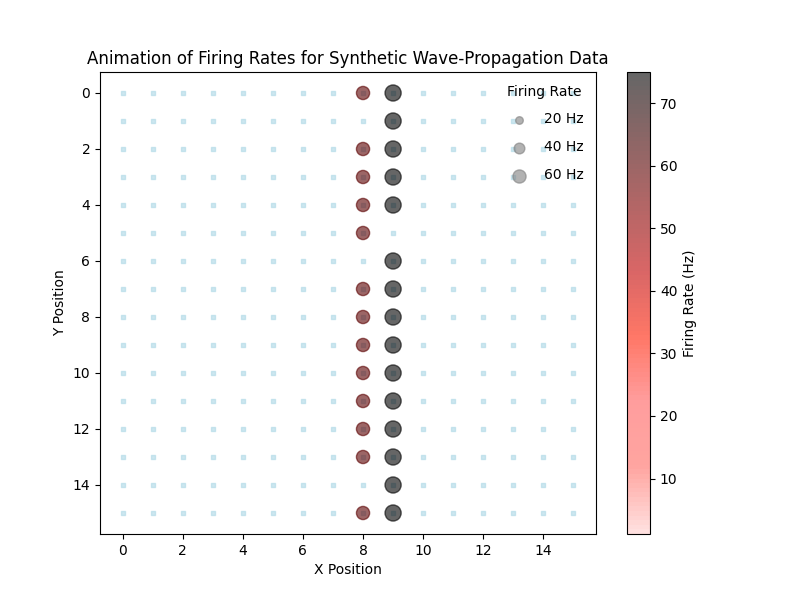 Animation of Firing Rates for Synthetic Wave-Propagation Data
Firing Rate
20 Hz
40 Hz
60 Hz
0
2
4
6
8
10
12
14
Y Position
0 2 4 6 8 10 12 14
X Position
70
60
50
40
30
20
10
Firing Rate (Hz)